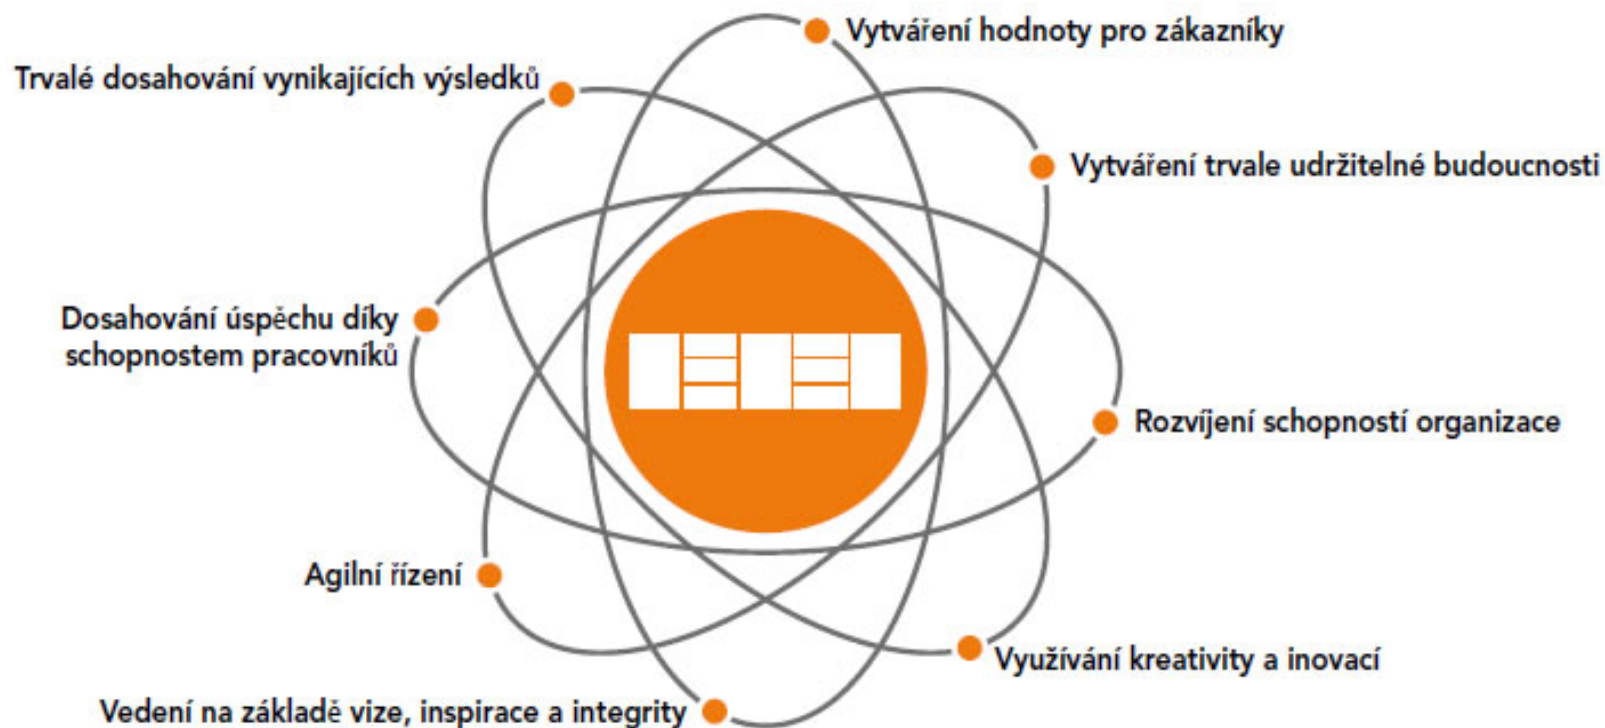 Vytváření hodnoty pro zákazníky
Trvalé dosahování vynikajících výsledků
Vytváření trvale udržitelné budoucnosti
Dosahování úspěchu díky
schopnostem pracovníků
Rozvíjení schopností organizace
Agilní řízení
Využívání kreativity a inovací
Vedení na základě vize, inspirace a integrity